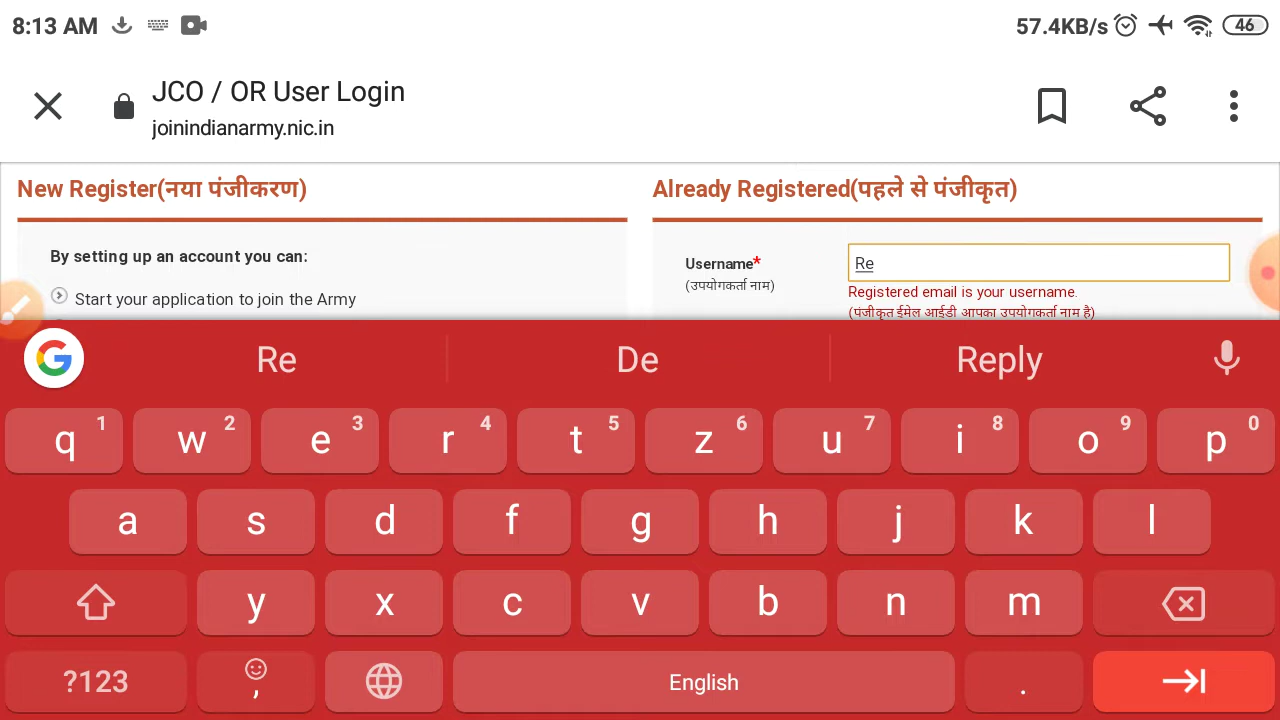 8:13 AM
57.4KB/s 46
JCO / OR User Login
joinindianarmy.nic.in
New Register(नया पंजीकरण)
By setting up an account you can:
Start your application to join the Army
Already Registered(पहले से पंजीकृत)
Username*
(उपयोगकर्ता नाम)
Re
Registered email is your username.
(पंजीकृत ईमेल आईडी आपका उपयोगकर्ता नाम है)
Re De Reply
q 1 w 2 e 3 r 4 t 5 z 6 u 7 i 8 o 9 p 0
a s d f g h j k l
y x c v b n m
?123 , English .